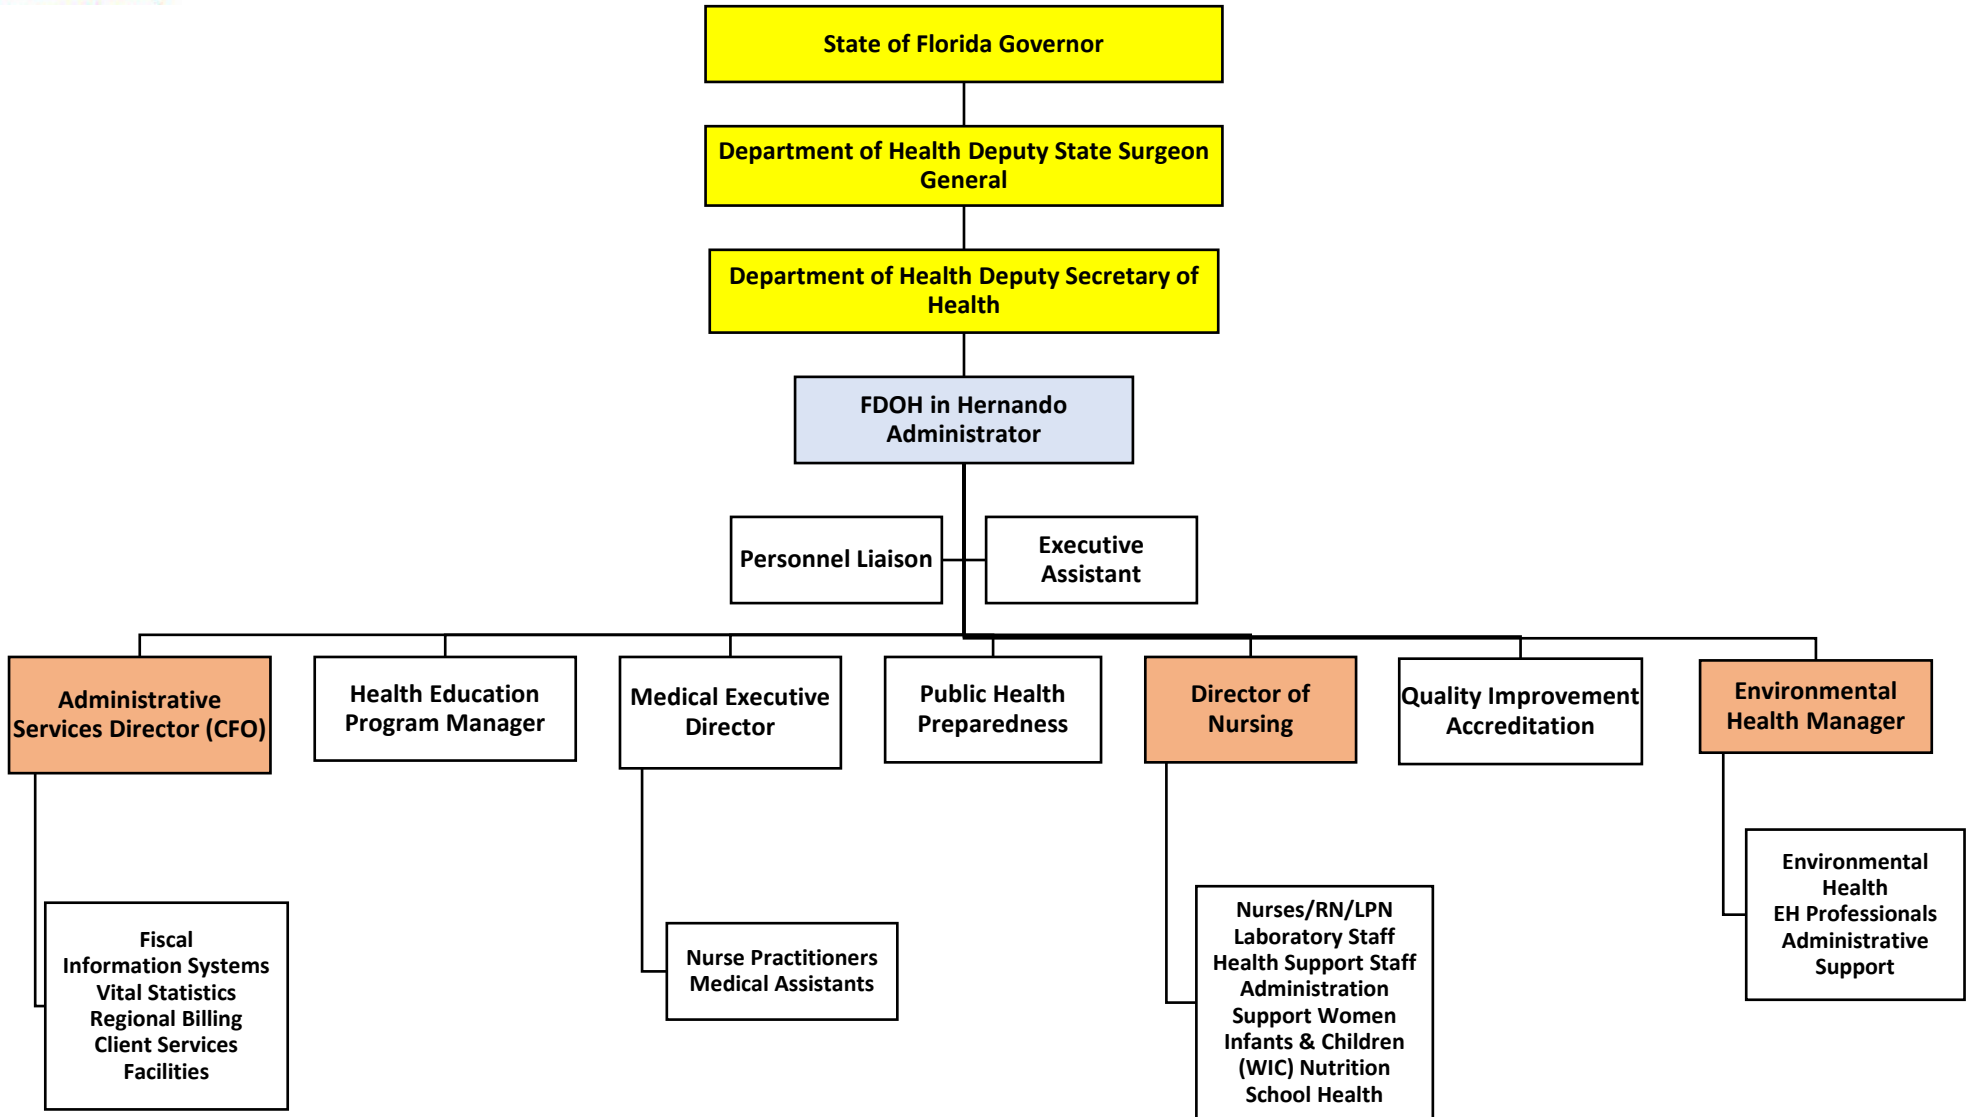 State of Florida Governor
Department of Health Deputy State Surgeon
General
Department of Health Deputy Secretary of
Health
FDOH in Hernando
Administrator
Personnel Liaison
Executive
Assistant
Administrative
Services Director (CFO)
Health Education
Program Manager
Medical Executive
Director
Public Health
Preparedness
Director of
Nursing
Quality Improvement
Accreditation
Environmental
Health Manager
Fiscal
Information Systems
Vital Statistics
Regional Billing
Client Services
Facilities
Nurse Practitioners
Medical Assistants
Nurses/RN/LPN
Laboratory Staff
Health Support Staff
Administration
Support Women
Infants & Children
(WIC) Nutrition
School Health
Environmental
Health
EH Professionals
Administrative
Support